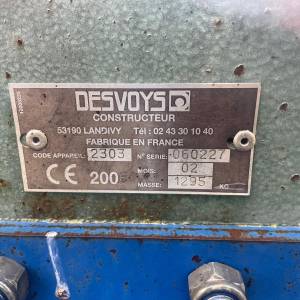 DESVOYS
CONSTRUCTEUR
53190 LANDIVY Tél : 02 43 30 10 40
FABRIQUE EN FRANCE
CODE APPAREIL 2303 N° SERIE: 060227
CE 200 MOIS: 02
MASSE: 1295 KG